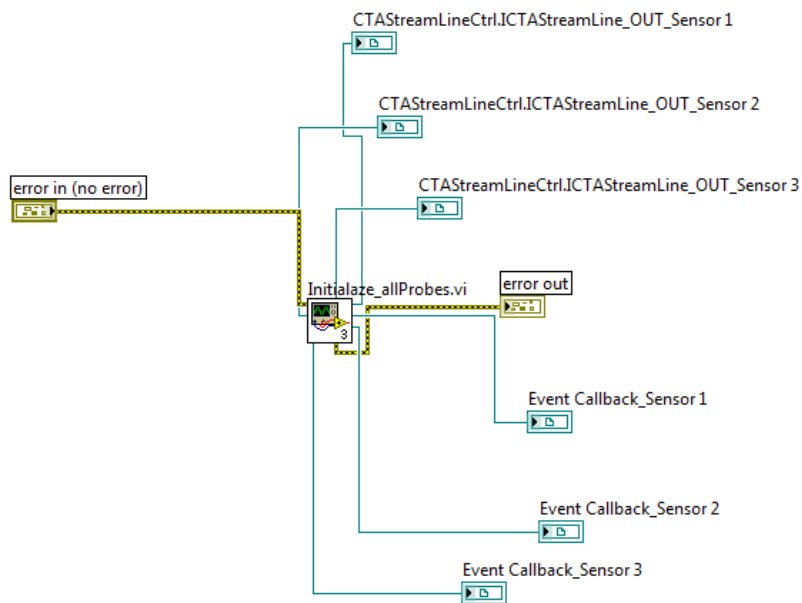 CTAStreamLineCtrl.ICTAStreamLine_OUT_Sensor 1
CTAStreamLineCtrl.ICTAStreamLine_OUT_Sensor 2
error in (no error)
CTAStreamLineCtrl.ICTAStreamLine_OUT_Sensor 3
Initialaze_allProbes.vi
error out
3
Event Callback_Sensor 1
Event Callback_Sensor 2
Event Callback_Sensor 3